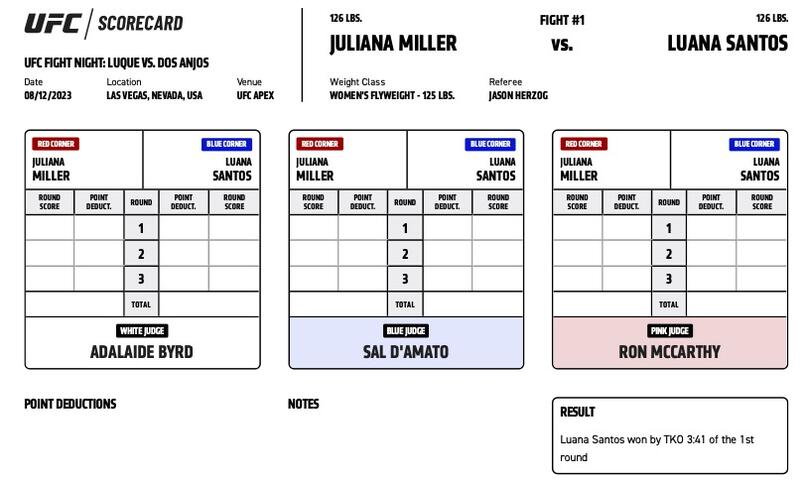 UFC / SCORECARD
UFC FIGHT NIGHT: LUQUE VS. DOS ANJOS
Date Location Venue
08/12/2023 LAS VEGAS, NEVADA, USA UFC APEX
126 LBS. FIGHT #1 126 LBS.
JULIANA MILLER VS. LUANA SANTOS
Weight Class Referee
WOMEN'S FLYWEIGHT - 125 LBS. JASON HERZOG
RED CORNER BLUE CORNER
JULIANA LUANA
MILLER SANTOS
ROUND POINT ROUND POINT ROUND
SCORE DEDUCT. DEDUCT. SCORE
1
2
3
TOTAL
WHITE JUDGE
ADALAIDE BYRD
RED CORNER BLUE CORNER
JULIANA LUANA
MILLER SANTOS
ROUND POINT ROUND POINT ROUND
SCORE DEDUCT. DEDUCT. SCORE
1
2
3
TOTAL
BLUE JUDGE
SAL D'AMATO
RED CORNER BLUE CORNER
JULIANA LUANA
MILLER SANTOS
ROUND POINT ROUND POINT ROUND
SCORE DEDUCT. DEDUCT. SCORE
1
2
3
TOTAL
PINK JUDGE
RON MCCARTHY
POINT DEDUCTIONS
NOTES
RESULT
Luana Santos won by TKO 3:41 of the 1st
round